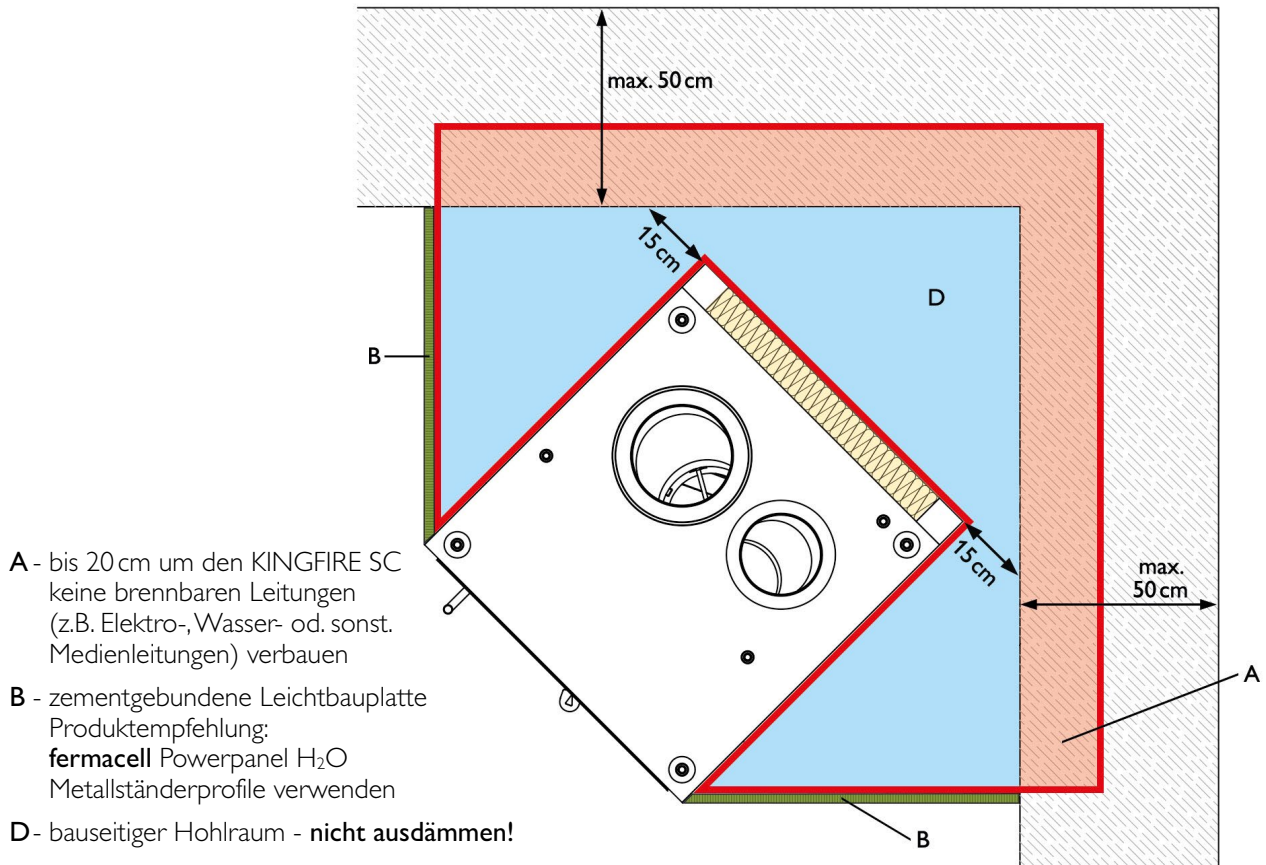 max. 50 cm
15 cm
D
B
15 cm
max.
50 cm
A
B
A - bis 20 cm um den KINGFIRE SC
keine brennbaren Leitungen
(z.B. Elektro-, Wasser- od. sonst.
Medienleitungen) verbauen
B - zementgebundene Leichtbauplatte
Produktempfehlung:
fermacell Powerpanel H₂O
Metallständerprofile verwenden
D - bauseitiger Hohlraum - nicht ausdämmen!